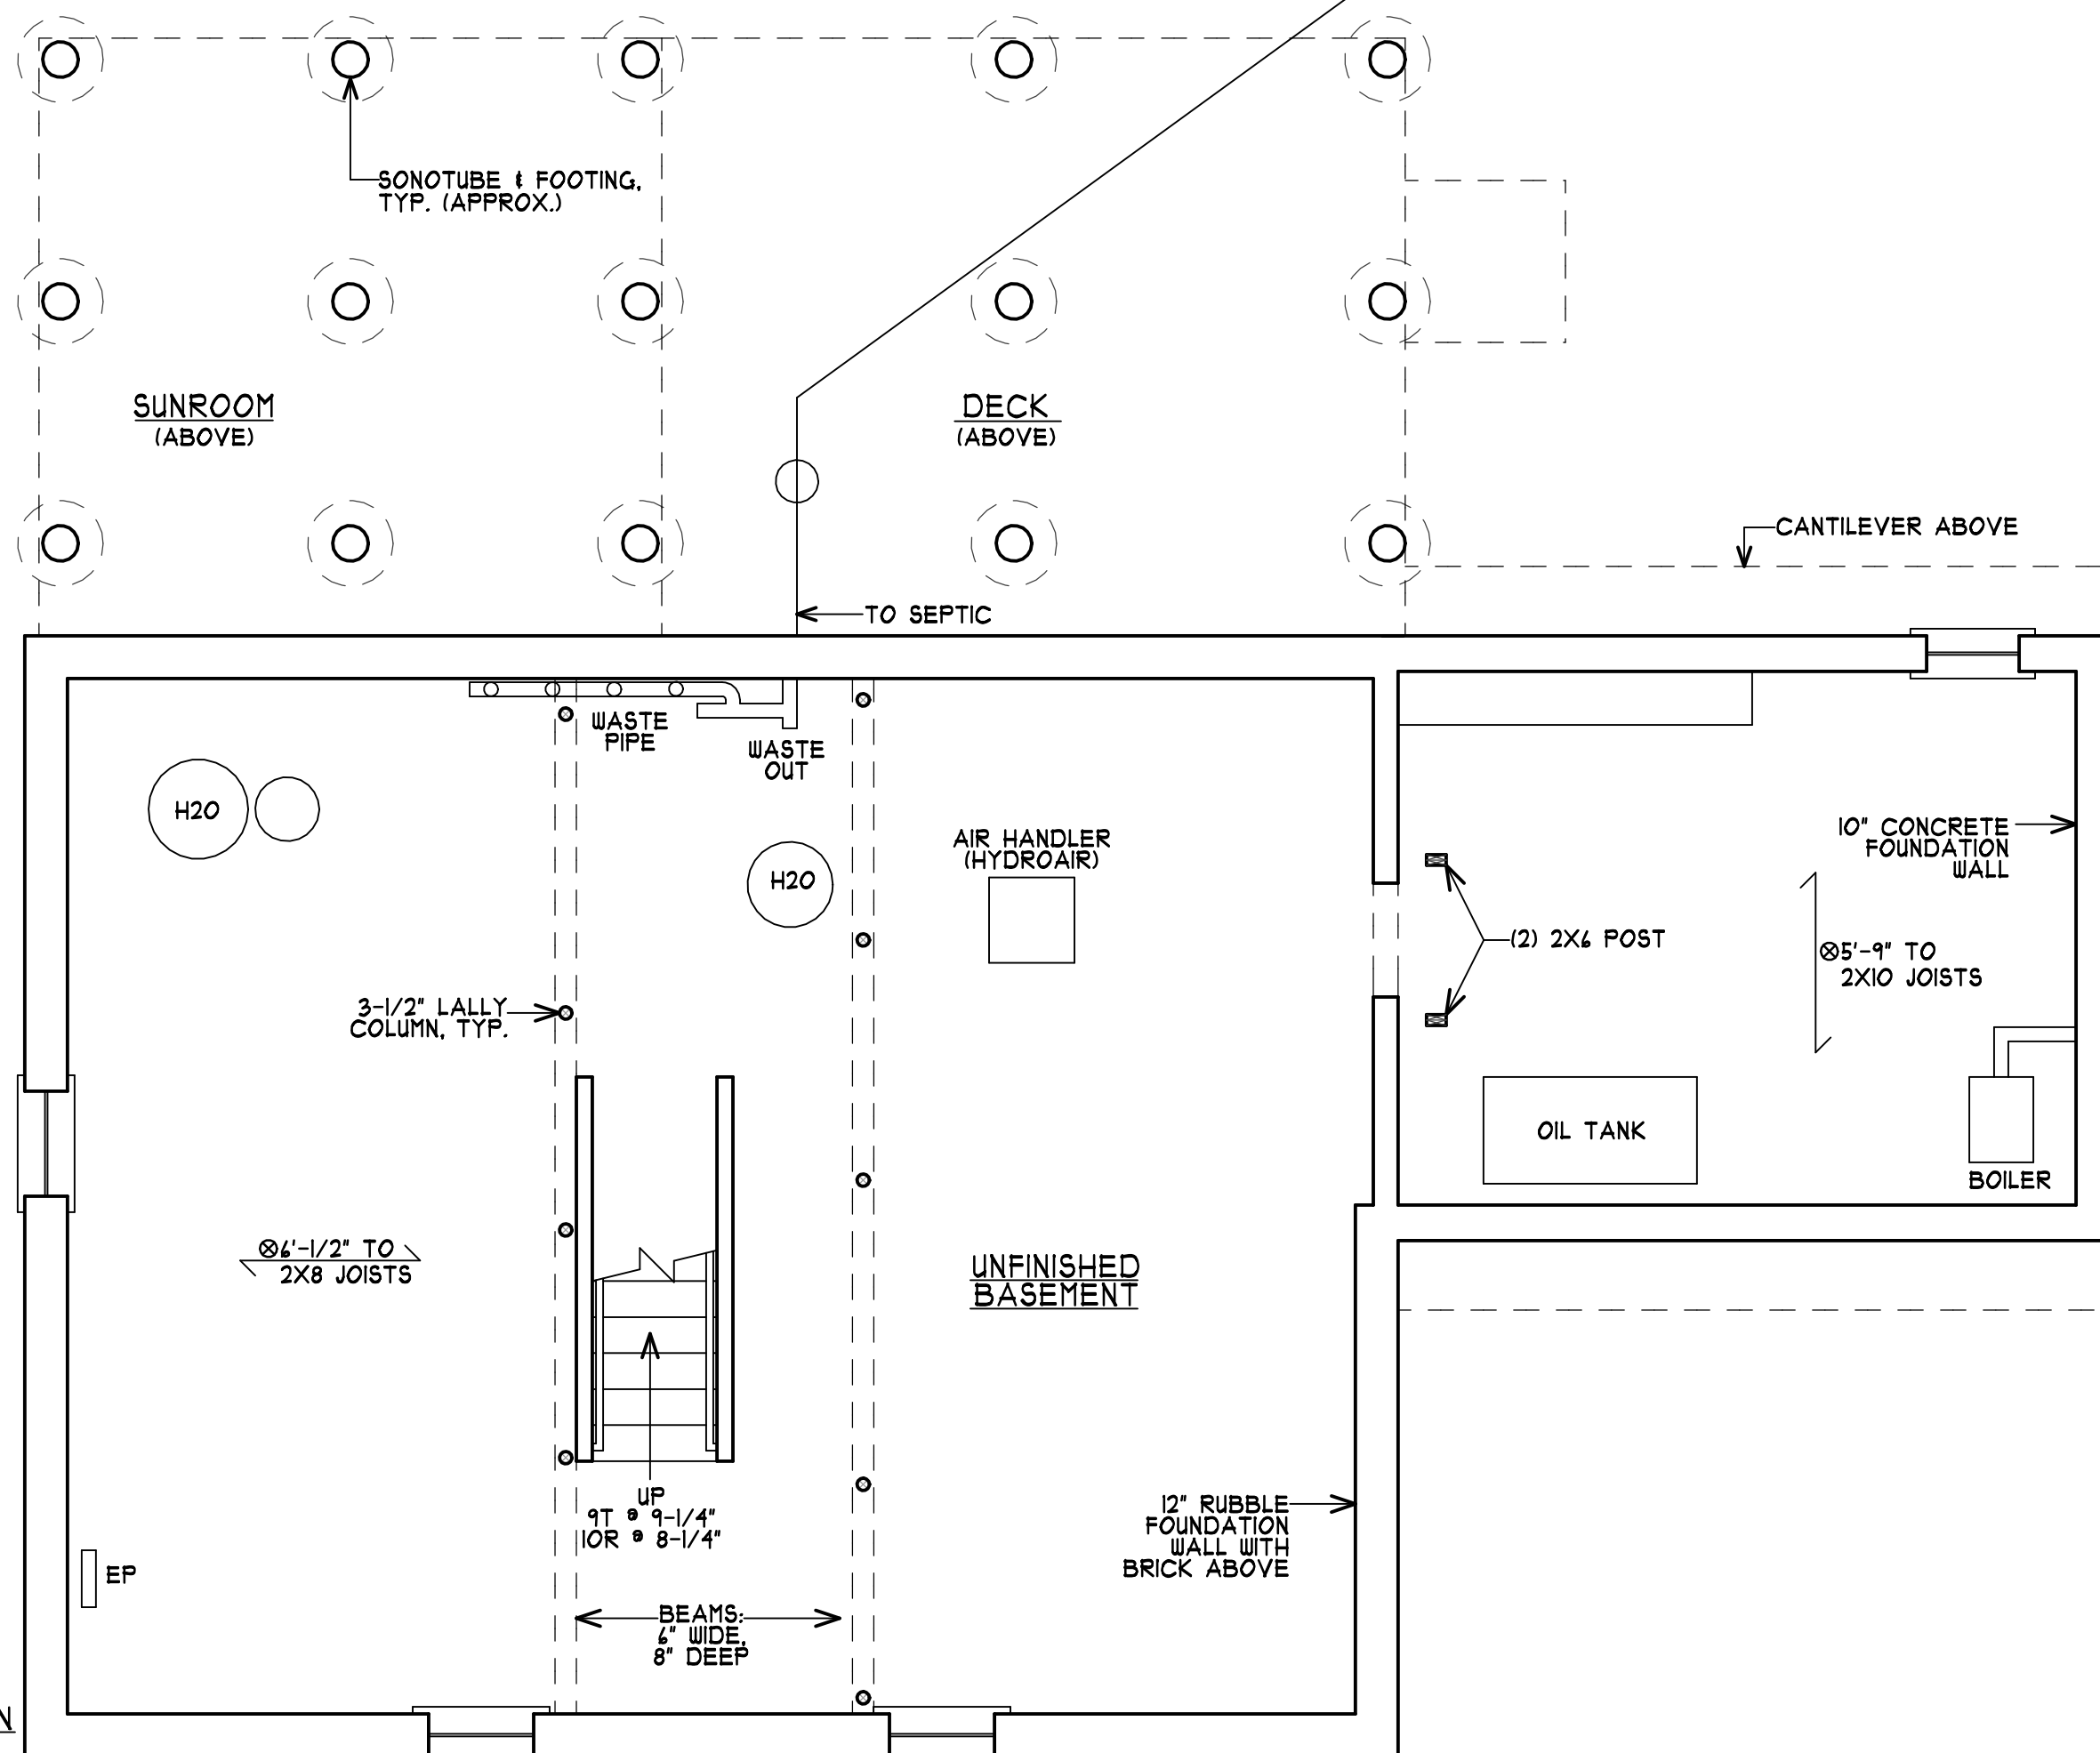 SONOTUBE & FOOTING,
TYP. (APPROX.)
SUNROOM
(ABOVE)
DECK
(ABOVE)
CANTILEVER ABOVE
TO SEPTIC
WASTE
PIPE
WASTE
OUT
H2O
H2O
AIR HANDLER
(HYDROAIR)
10" CONCRETE
FOUNDATION
WALL
(2) 2X6 POST
⊗5'-9" TO
2X10 JOISTS
3-1/2" LALLY
COLUMN, TYP.
OIL TANK
BOILER
⊗6'-1/2" TO
2X8 JOISTS
UNFINISHED
BASEMENT
UP
9T @ 9-1/4"
10R @ 8-1/4"
12" RUBBLE
FOUNDATION
WALL WITH
BRICK ABOVE
EP
BEAMS:
6" WIDE,
8" DEEP
N